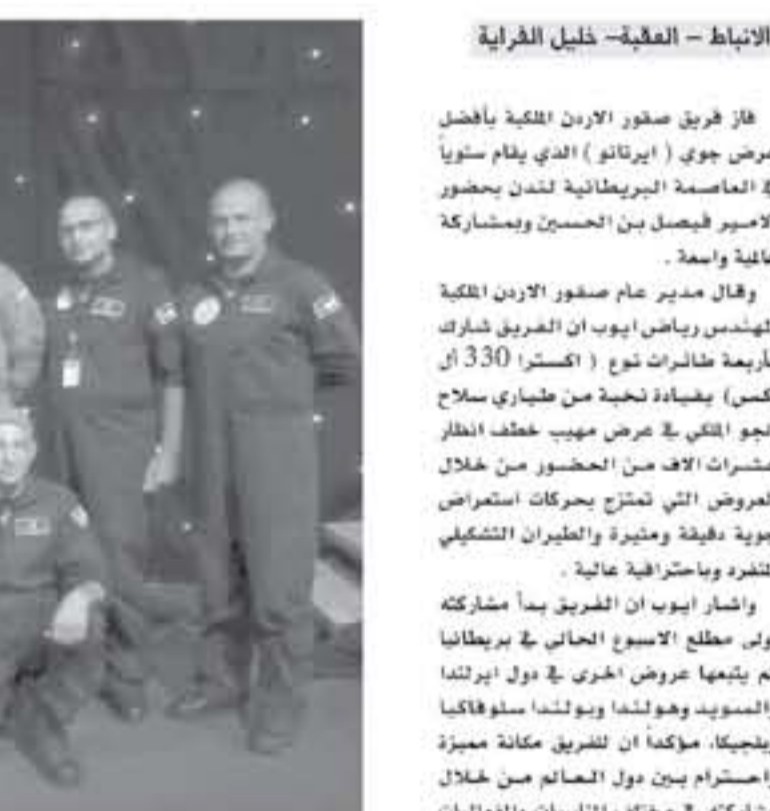 الانباط – العقبة– خليل الفراية
فاز فريق صقور الاردن الملكية بأفضل
عرض جوي ( ايرتاتو ) الذي يقام سنوياً
في العاصمة البريطانية لندن بحضور
الامير فيصل بن الحسين وبمشاركة
عالمية واسعة .
وقال مدير عام صقور الاردن الملكية
المهندس رياض ايوب ان الفريق شارك
بأربعة طائرات نوع ( اكسترا 330 أل
اكس) بقيادة نخبة من طياري سلاح
الجو الملكي في عرض مهيب خطف انظار
عشرات الاف من الحضور من خلال
العروض التي تمتزج بحركات استعراض
جوية دقيقة ومثيرة والطيران التشكيلي
المنفرد وباحترافية عالية .
واشار ايوب ان الفريق بدأ مشاركته
اولى مطلع الاسبوع الحالي في بريطانيا
ثم يتبعها عروض اخرى في دول ايرلندا
والسويد وهولندا وبولندا سلوفاكيا
وبلجيكا، مؤكداً ان للفريق مكانة مميزة
واحترام بين دول العالم من خلال